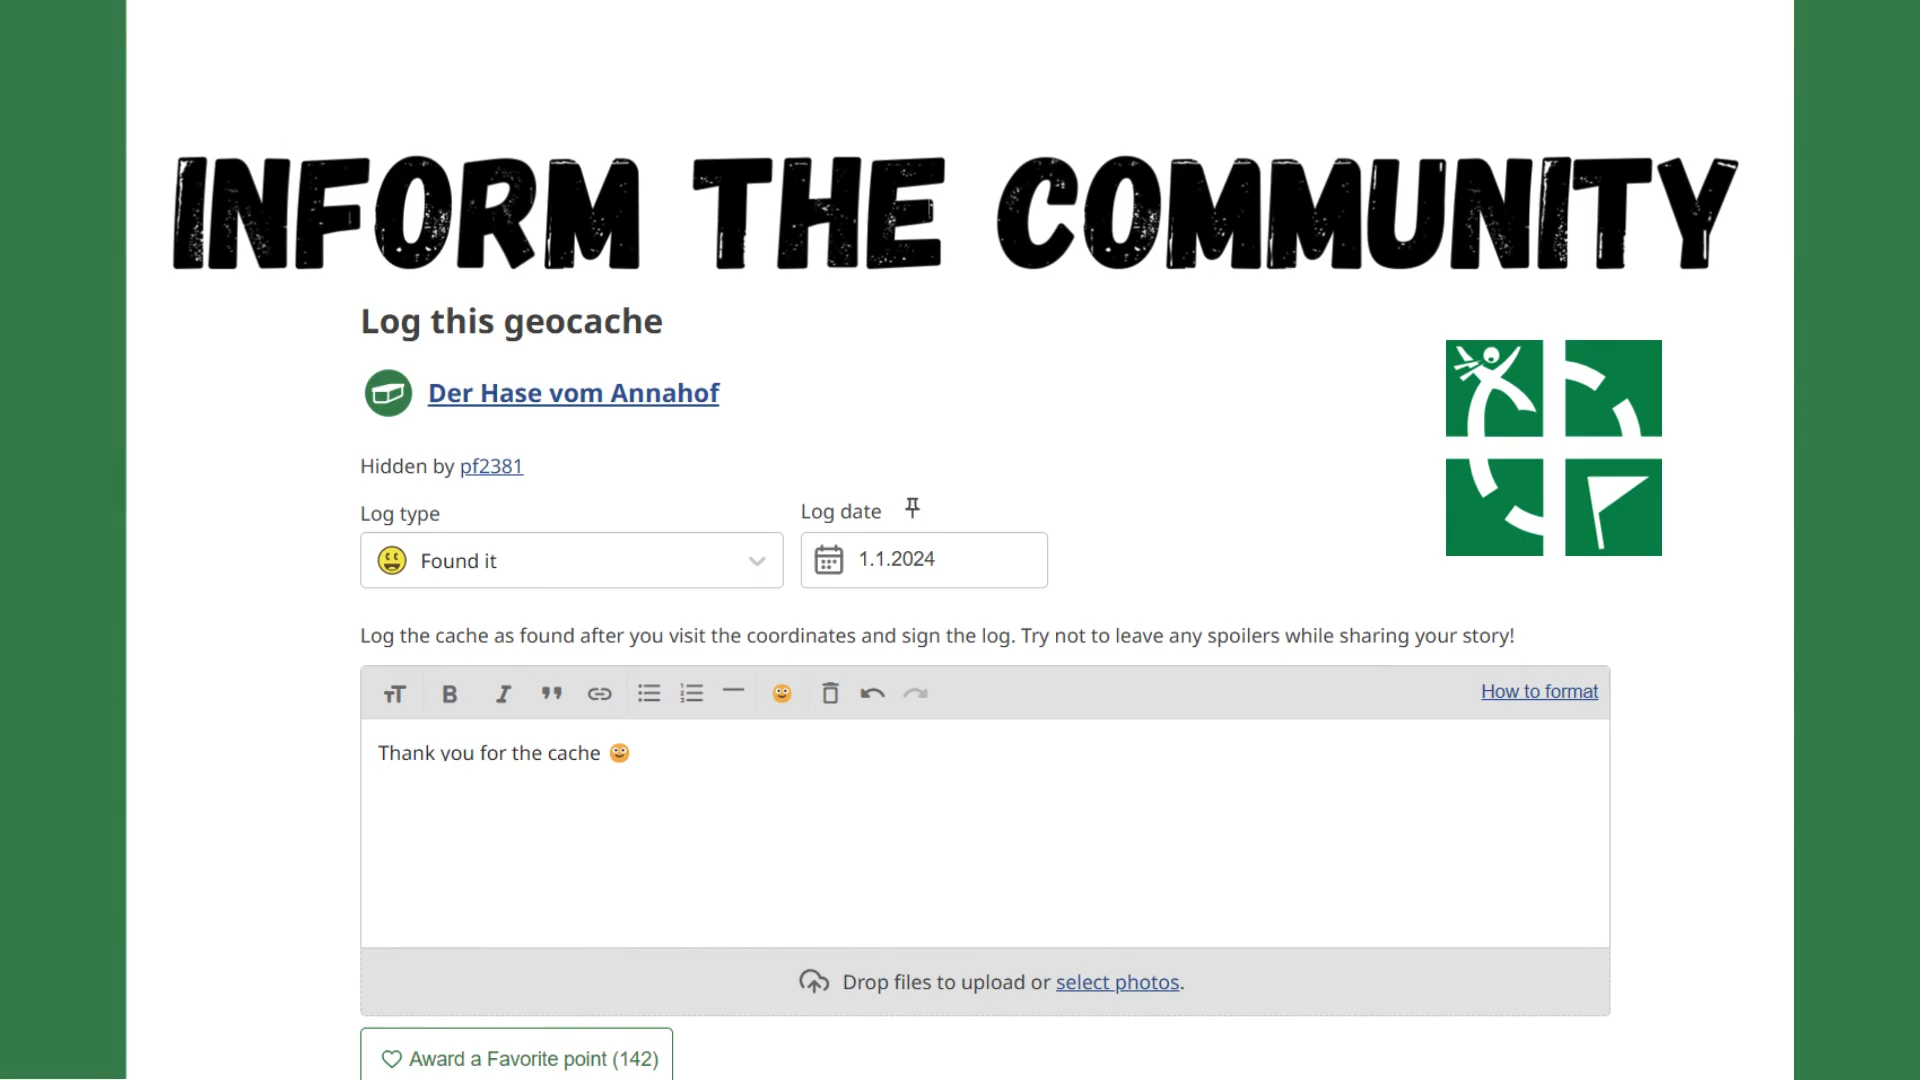 INFORM THE COMMUNITY
Log this geocache
Der Hase vom Annahof
Hidden by pf2381
Log type
Log date
Found it
1.1.2024
Log the cache as found after you visit the coordinates and sign the log. Try not to leave any spoilers while sharing your story!
How to format
Thank you for the cache 🙂
Drop files to upload or select photos.
Award a Favorite point (142)